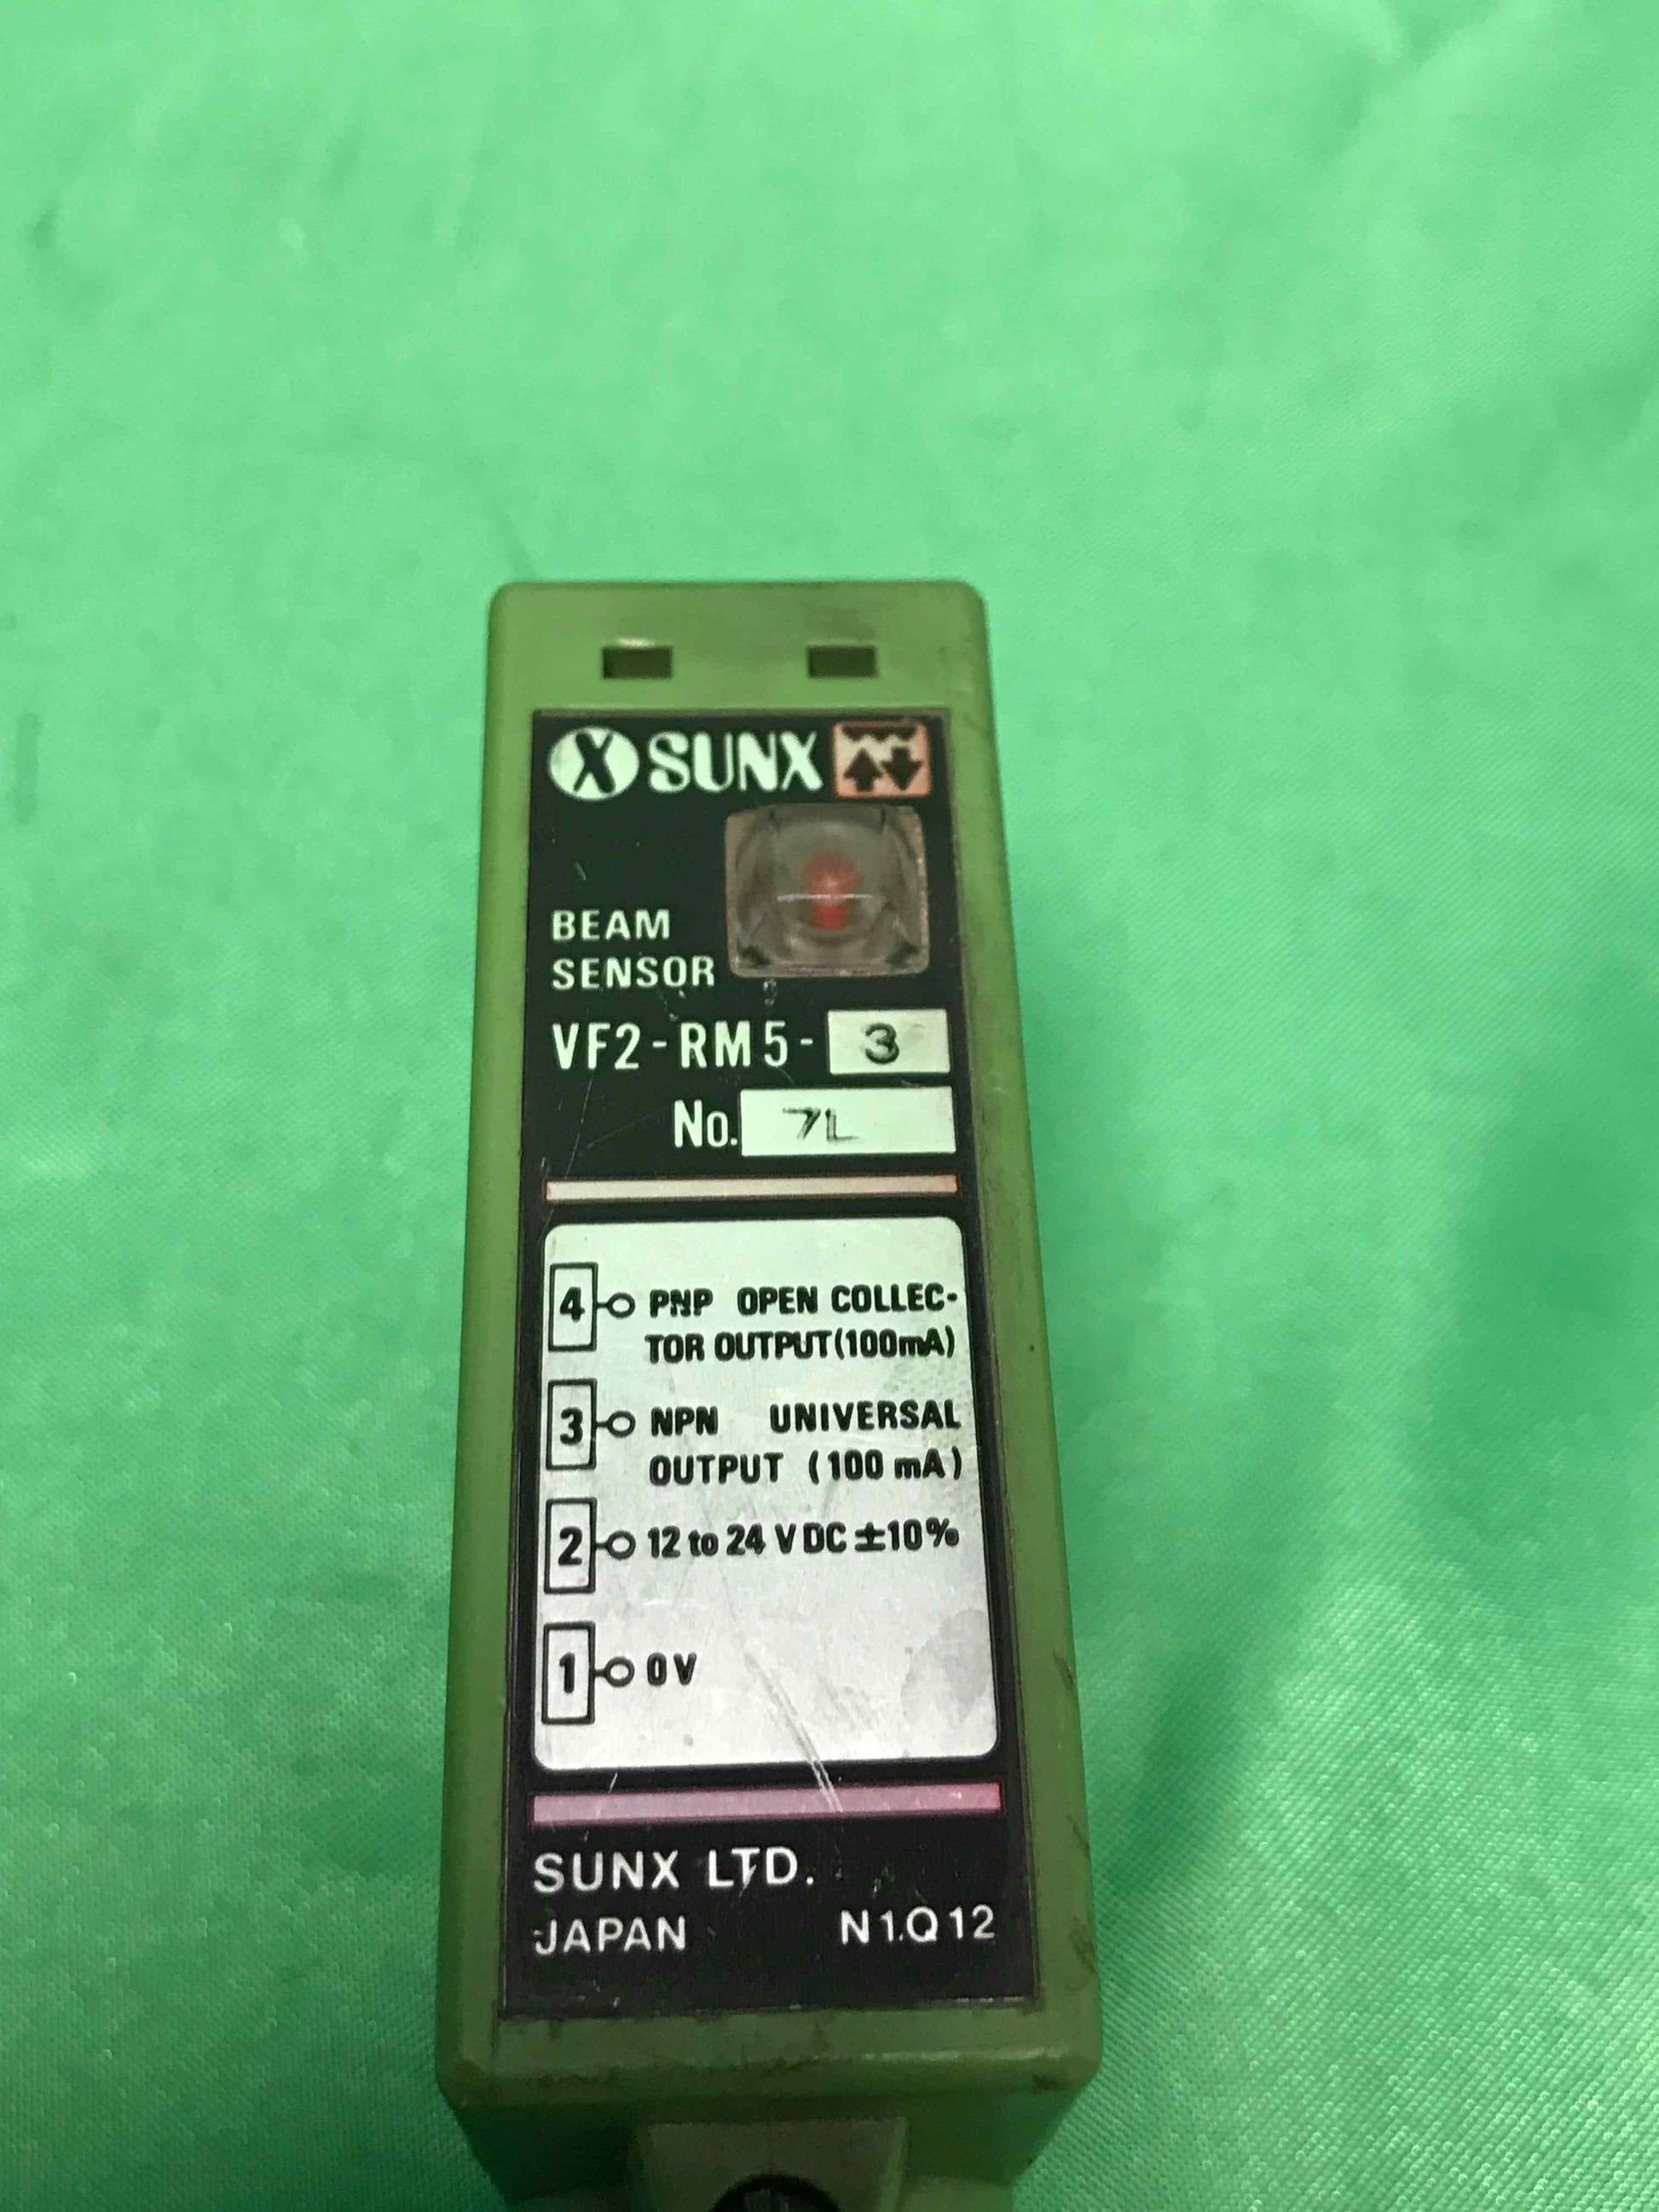 SUNX
BEAM
SENSOR
VF2-RM5- 3
No. 7L
4 PNP OPEN COLLEC-
TOR OUTPUT(100mA)
3 NPN UNIVERSAL
OUTPUT (100 mA)
2 12 to 24 V DC ±10%
1 0V
SUNX LTD.
JAPAN N1.Q12